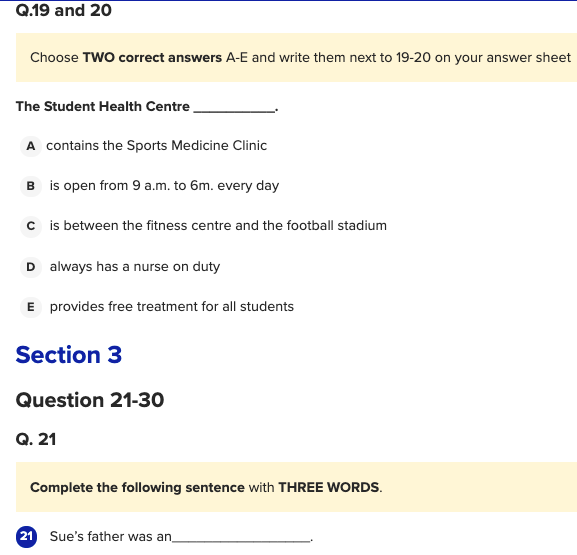 Q.19 and 20
Choose TWO correct answers A-E and write them next to 19-20 on your answer sheet
The Student Health Centre __________.
A contains the Sports Medicine Clinic
B is open from 9 a.m. to 6m. every day
C is between the fitness centre and the football stadium
D always has a nurse on duty
E provides free treatment for all students
Section 3
Question 21-30
Q. 21
Complete the following sentence with THREE WORDS.
21 Sue's father was an_________________.